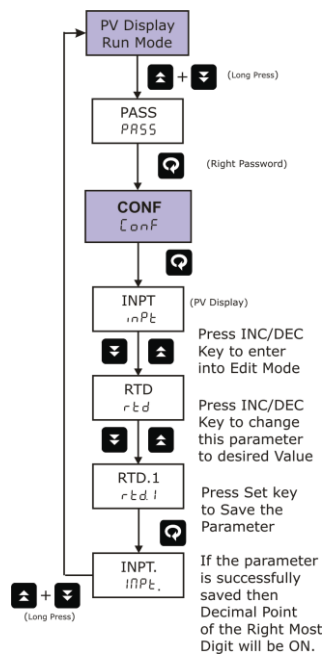 PV Display
Run Mode
+
(Long Press)
PASS
PASS
(Right Password)
CONF
ConF
INPT
inPt
(PV Display)
Press INC/DEC
Key to enter
into Edit Mode
RTD
rtd
Press INC/DEC
Key to change
this parameter
to desired Value
RTD.1
rtd.1
Press Set key
to Save the
Parameter
INPT.
INPt.
If the parameter
is successfully
saved then
Decimal Point
of the Right Most
Digit will be ON.
+
(Long Press)